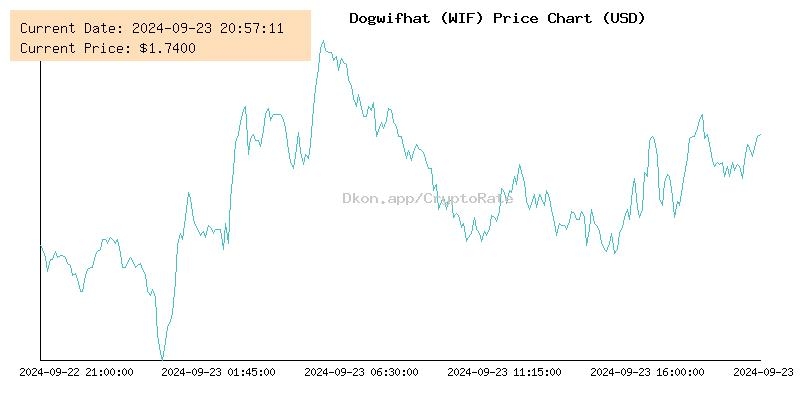 Dogwifhat (WIF) Price Chart (USD)
Current Date: 2024-09-23 20:57:11
Current Price: $1.7400
Dkon.app/CryptoRate
2024-09-22 21:00:00 2024-09-23 01:45:00 2024-09-23 06:30:00 2024-09-23 11:15:00 2024-09-23 16:00:00 2024-09-23